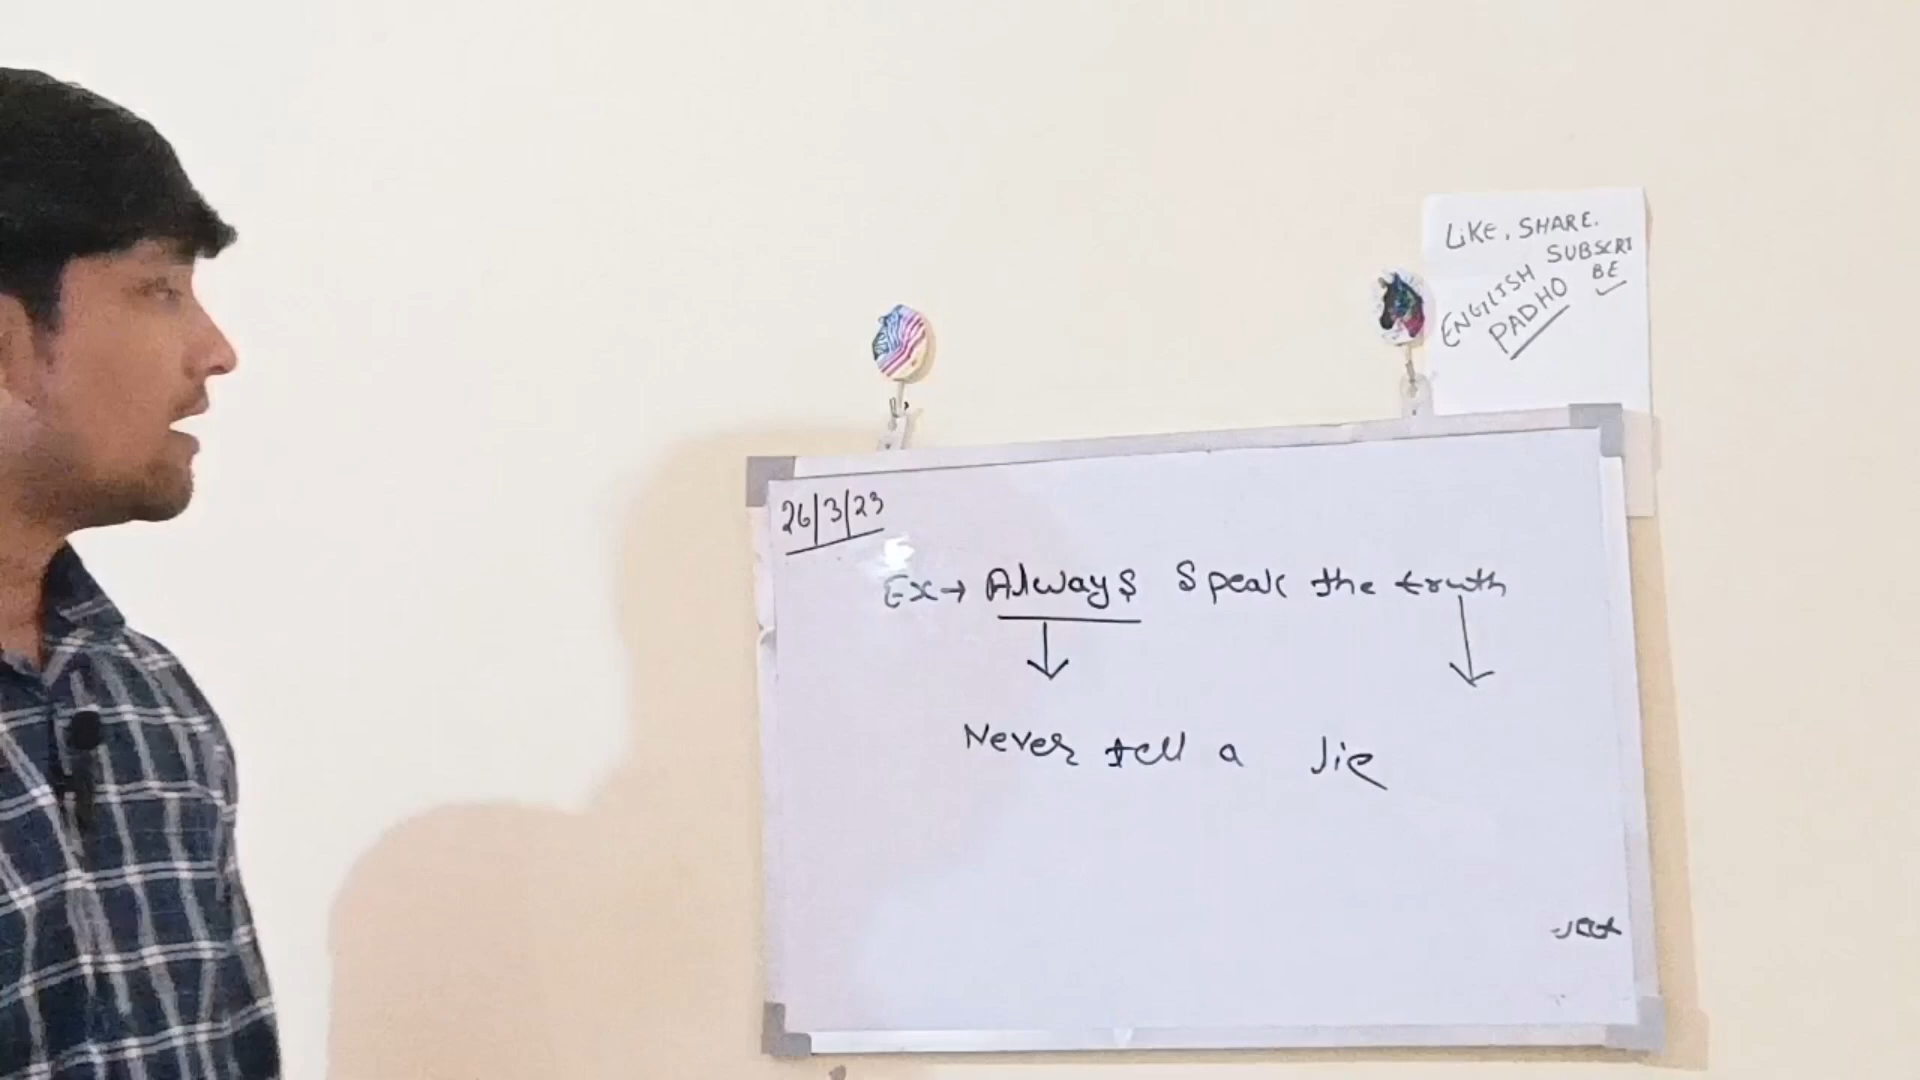 LIKE, SHARE.
SUBSCRI
BE
ENGLISH
PADHO
26/3/23
Ex→ Always Speak the truth
Never tell a lie